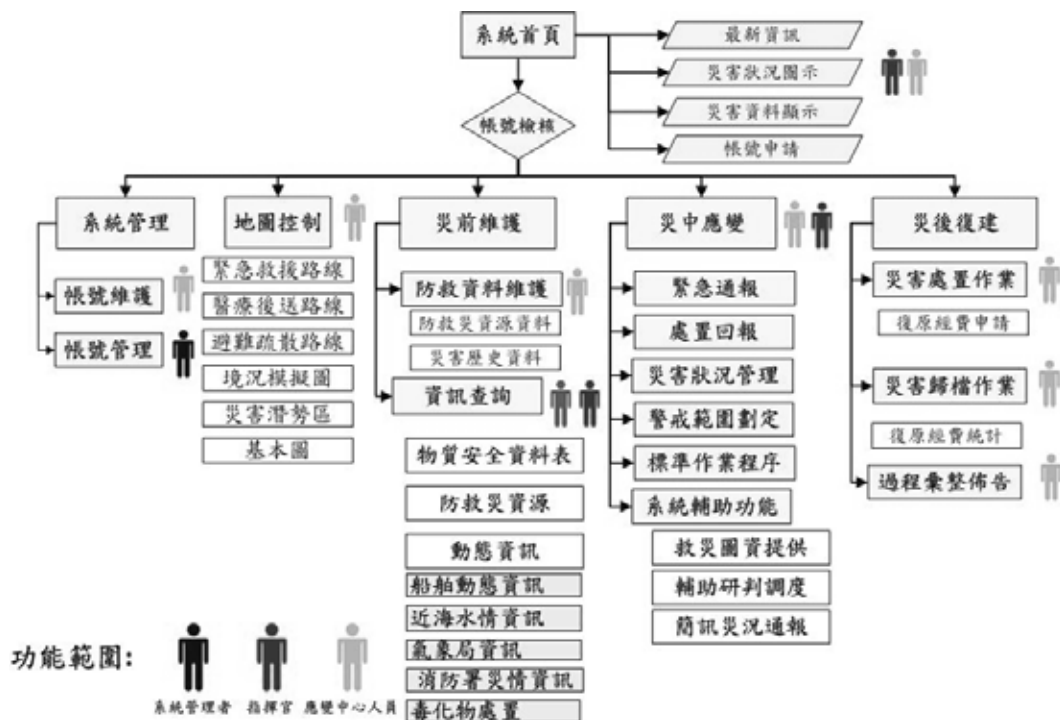 系統首頁
最新資訊
災害狀況圖示
災害資料顯示
帳號申請
帳號檢核
系統管理
帳號維護
帳號管理
地圖控制
緊急救援路線
醫療後送路線
避難疏散路線
境況模擬圖
災害潛勢區
基本圖
災前維護
防救資料維護
防救災資源資料
災害歷史資料
資訊查詢
物質安全資料表
防救災資源
動態資訊
船舶動態資訊
近海水情資訊
氣象局資訊
消防署災情資訊
毒化物處置
災中應變
緊急通報
處置回報
災害狀況管理
警戒範圍劃定
標準作業程序
系統輔助功能
救災圖資提供
輔助研判調度
簡訊災況通報
災後復建
災害處置作業
復原經費申請
災害歸檔作業
復原經費統計
過程彙整佈告
功能範圍:
系統管理者
指揮官
應變中心人員